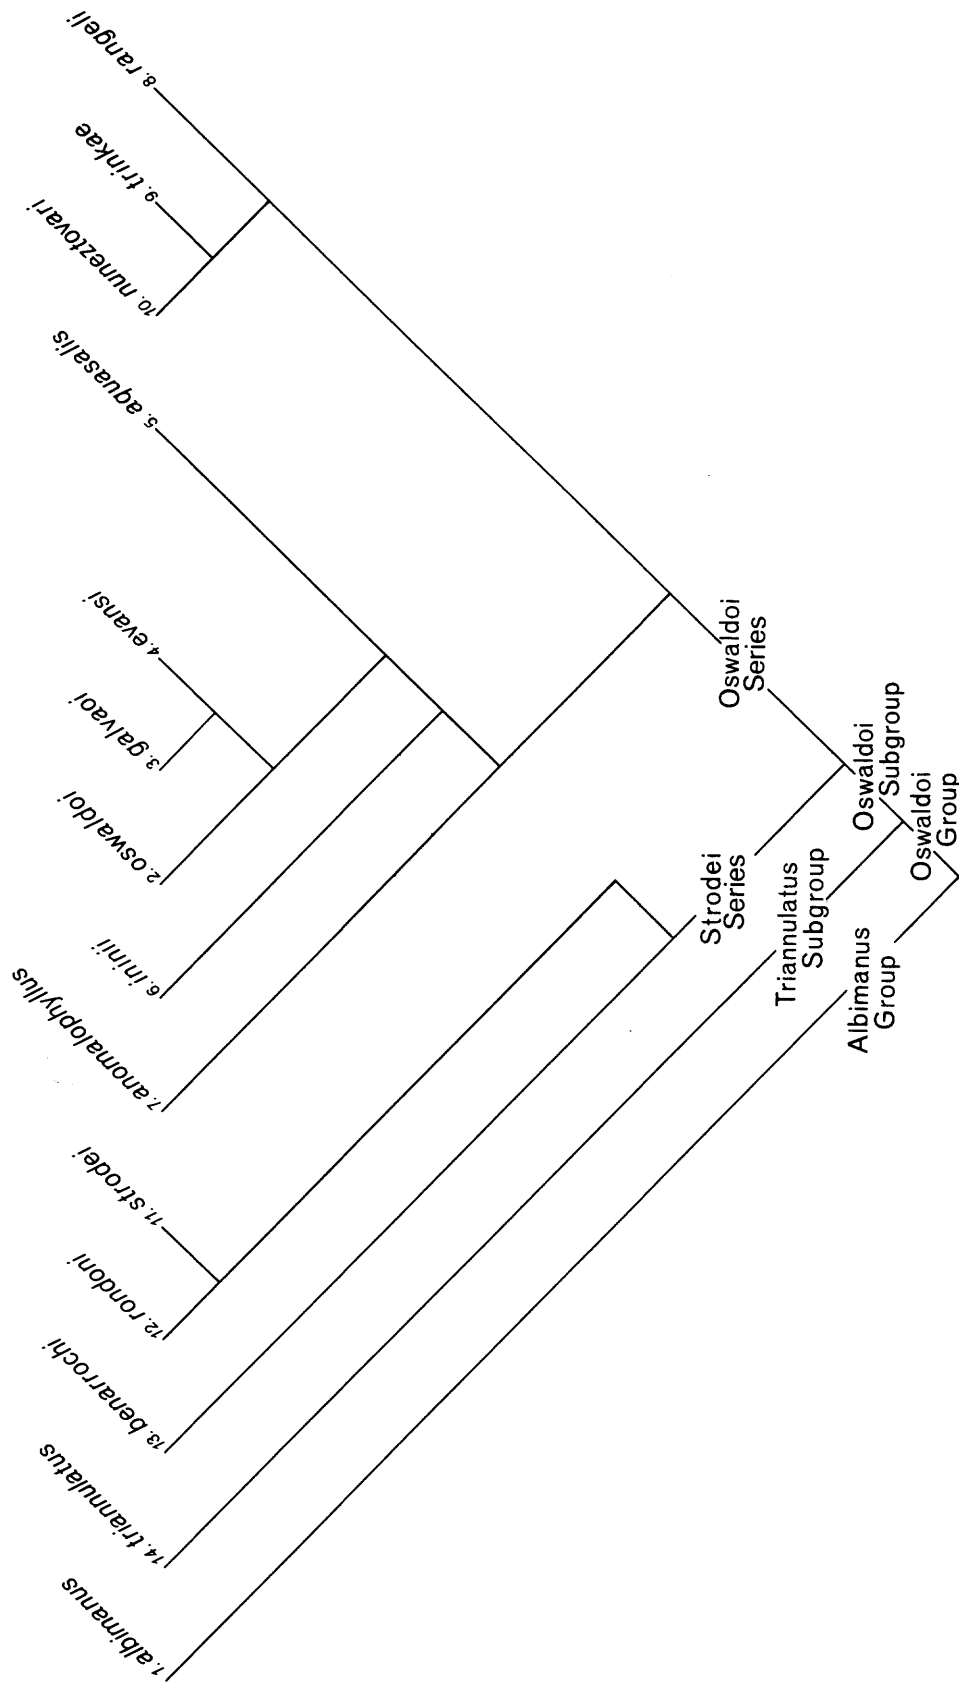 8. rangeli
9. trinkae
10. nuneztovari
5. aquasalis
4. evansi
3. galvaoi
2. oswaldoi
6. ininii
7. anomalophyllus
11. strodei
12. rondoni
13. benarrochi
14. triannulatus
1. albimanus
Oswaldoi
Series
Strodei
Series
Oswaldoi
Subgroup
Triannulatus
Subgroup
Oswaldoi
Group
Albimanus
Group